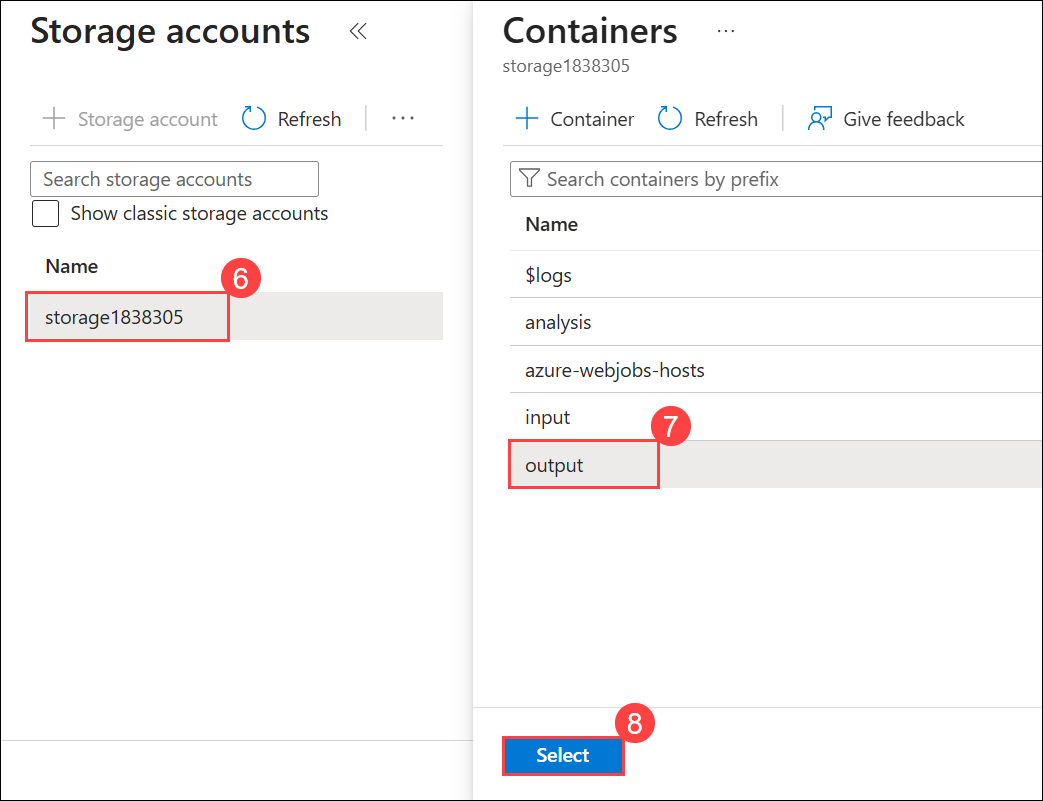 Storage accounts
+ Storage account Refresh ...
Search storage accounts
Show classic storage accounts
Name
6
storage1838305
Containers ...
storage1838305
+ Container Refresh Give feedback
Search containers by prefix
Name
$logs
analysis
azure-webjobs-hosts
input
7
output
8
Select